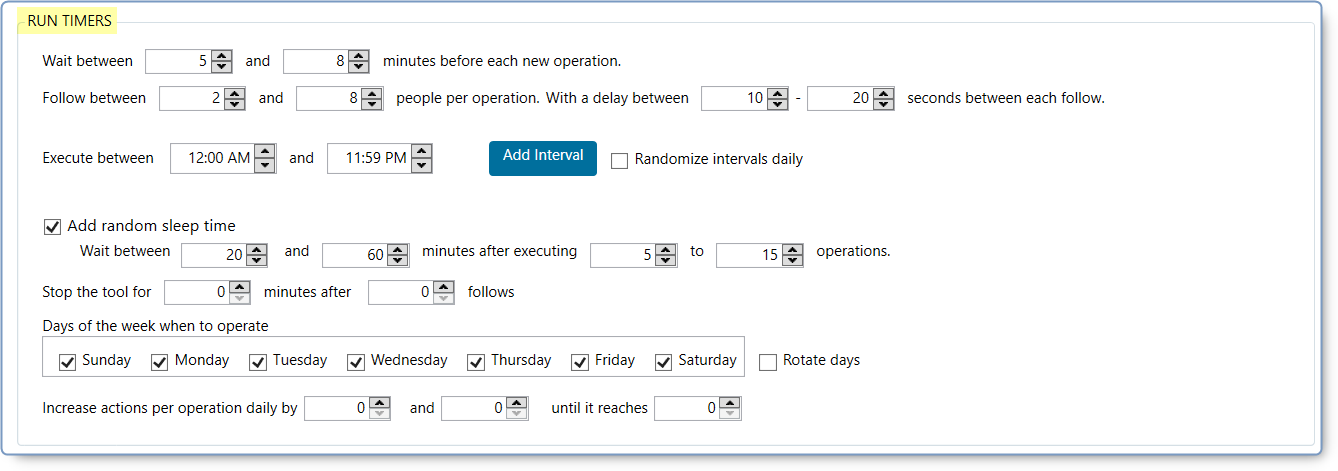 RUN TIMERS
Wait between 5 and 8 minutes before each new operation.
Follow between 2 and 8 people per operation. With a delay between 10 - 20 seconds between each follow.
Execute between 12:00 AM and 11:59 PM Add Interval Randomize intervals daily
Add random sleep time
Wait between 20 and 60 minutes after executing 5 to 15 operations.
Stop the tool for 0 minutes after 0 follows
Days of the week when to operate
Sunday Monday Tuesday Wednesday Thursday Friday Saturday Rotate days
Increase actions per operation daily by 0 and 0 until it reaches 0